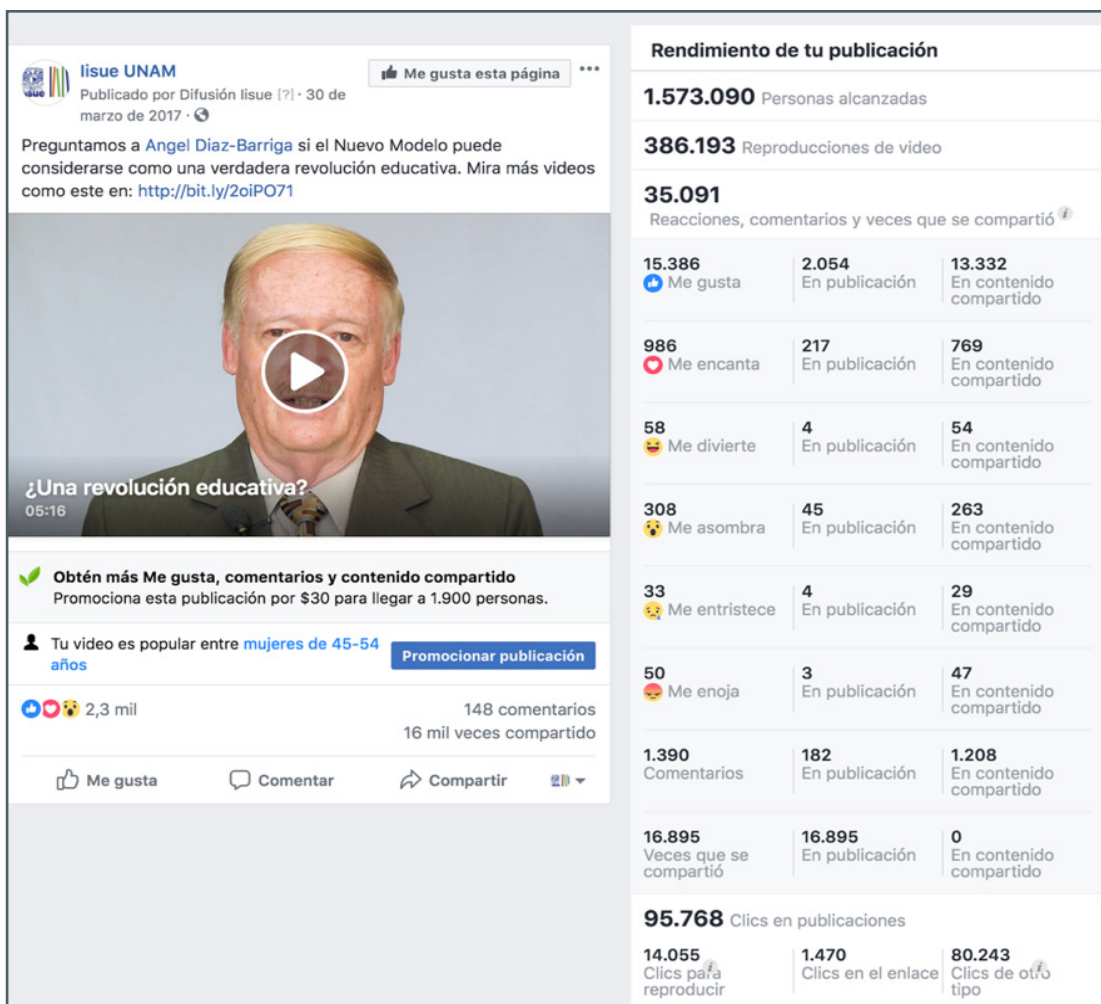 Iisue UNAM
Me gusta esta página
Publicado por Difusión Iisue [?] · 30 de
marzo de 2017 ·
Preguntamos a Angel Diaz-Barriga si el Nuevo Modelo puede
considerarse como una verdadera revolución educativa. Mira más videos
como este en: http://bit.ly/2oiPO71
¿Una revolución educativa?
05:16
Obtén más Me gusta, comentarios y contenido compartido
Promociona esta publicación por $30 para llegar a 1.900 personas.
Tu video es popular entre mujeres de 45-54
años
Promocionar publicación
2,3 mil
148 comentarios
16 mil veces compartido
Me gusta Comentar Compartir
Rendimiento de tu publicación
1.573.090 Personas alcanzadas
386.193 Reproducciones de video
35.091
Reacciones, comentarios y veces que se compartió
15.386 2.054 13.332
Me gusta En publicación En contenido
compartido
986 217 769
Me encanta En publicación En contenido
compartido
58 4 54
Me divierte En publicación En contenido
compartido
308 45 263
Me asombra En publicación En contenido
compartido
33 4 29
Me entristece En publicación En contenido
compartido
50 3 47
Me enoja En publicación En contenido
compartido
1.390 182 1.208
Comentarios En publicación En contenido
compartido
16.895 16.895 0
Veces que se En publicación En contenido
compartió compartido
95.768 Clics en publicaciones
14.055 1.470 80.243
Clics para Clics en el enlace Clics de otro
reproducir tipo